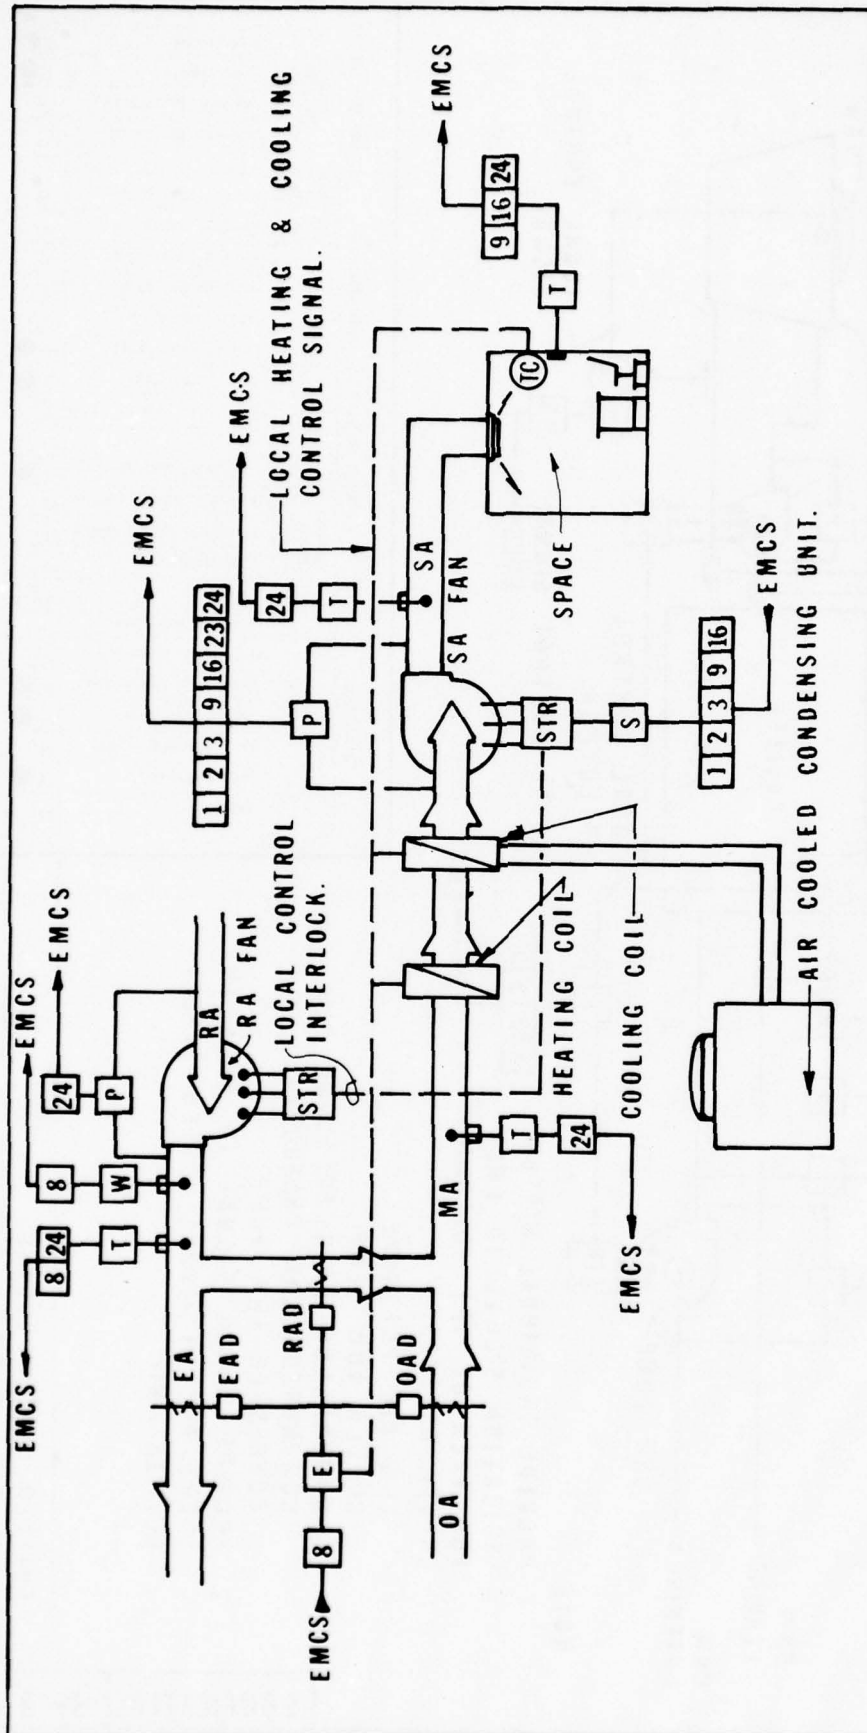 EMCS
8 24
T
EMCS
8
W
EMCS
24
P
RA
RA FAN
STR
LOCAL CONTROL
INTERLOCK.
EA
EAD
RAD
OAD
EMCS
8
E
OA
MA
T
24
EMCS
HEATING COIL
COOLING COIL
AIR COOLED CONDENSING UNIT.
EMCS
1 2 3 9 16 23 24
P
EMC·S
24
T
LOCAL HEATING & COOLING
CONTROL SIGNAL.
SA
SA FAN
STR
S
1 2 3 9 16
EMCS
SPACE
TC
T
9 16 24
EMCS